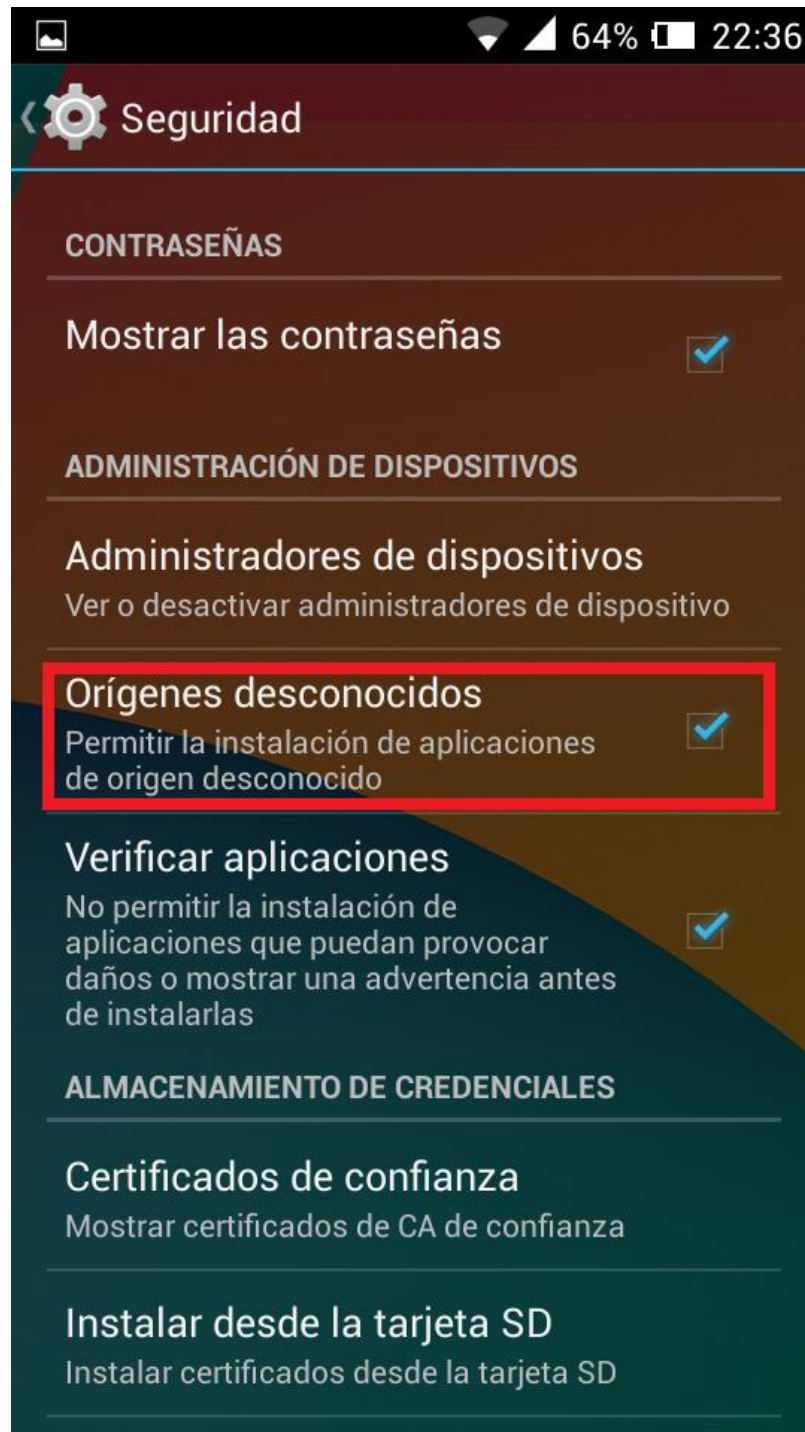 64% 22:36
Seguridad
CONTRASEÑAS
Mostrar las contraseñas
ADMINISTRACIÓN DE DISPOSITIVOS
Administradores de dispositivos
Ver o desactivar administradores de dispositivo
Orígenes desconocidos
Permitir la instalación de aplicaciones
de origen desconocido
Verificar aplicaciones
No permitir la instalación de
aplicaciones que puedan provocar
daños o mostrar una advertencia antes
de instalarlas
ALMACENAMIENTO DE CREDENCIALES
Certificados de confianza
Mostrar certificados de CA de confianza
Instalar desde la tarjeta SD
Instalar certificados desde la tarjeta SD